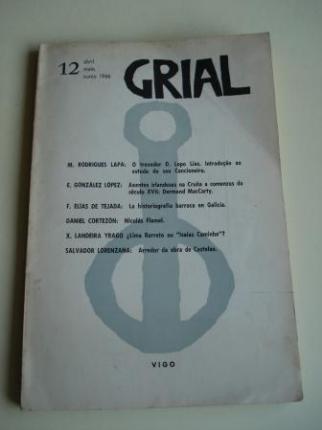 12 abril
maio
xunio 1966
GRIAL
M. RODRIGUES LAPA: O trovador D. Lopo Lías. Introdução ao
estudo do seu Cancioneiro.
E. GONZÁLEZ LÓPEZ: Axentes irlandeses na Cruña a comenzos do
século XVII: Dermond MacCarty.
F. ELÍAS DE TEJADA: La historiografía barroca en Galicia.
DANIEL CORTEZÓN: Nicolás Flamel.
X. LANDEIRA YRAGO ¿Lima Barreto ou "Isaías Caminha"?
SALVADOR LORENZANA: Arredor da obra de Castelao.
VIGO